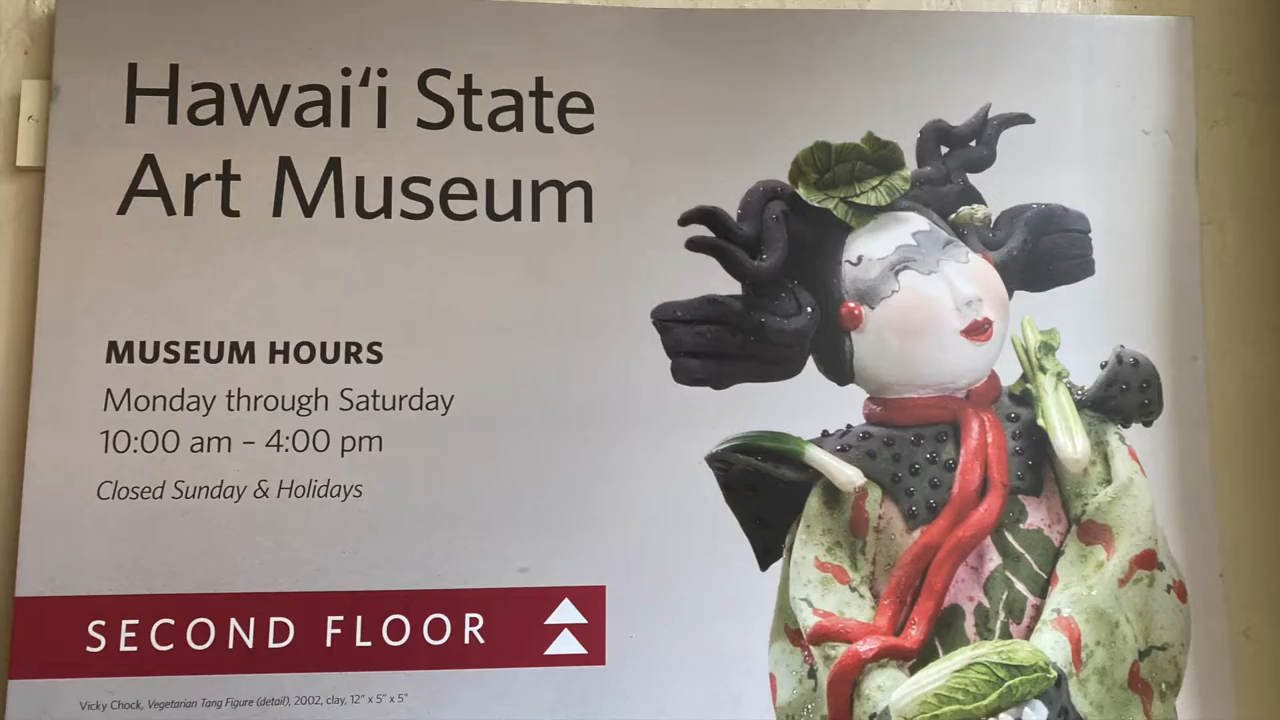 Hawaiʻi State
Art Museum
MUSEUM HOURS
Monday through Saturday
10:00 am – 4:00 pm
Closed Sunday & Holidays
SECOND FLOOR
Vicky Chock, Vegetarian Tang Figure (detail), 2002, clay, 12" x 5" x 5"